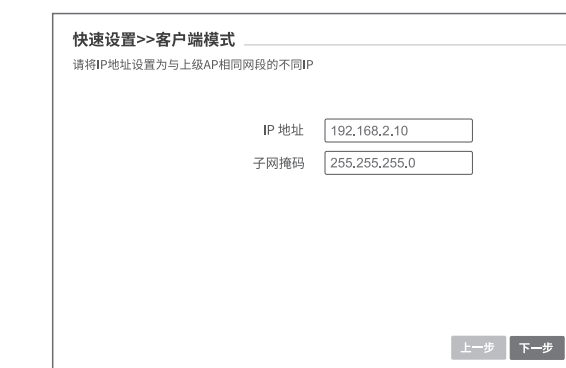 快速设置>>客户端模式
请将IP地址设置为与上级AP相同网段的不同IP
IP 地址 192.168.2.10
子网掩码 255.255.255.0
上一步 下一步